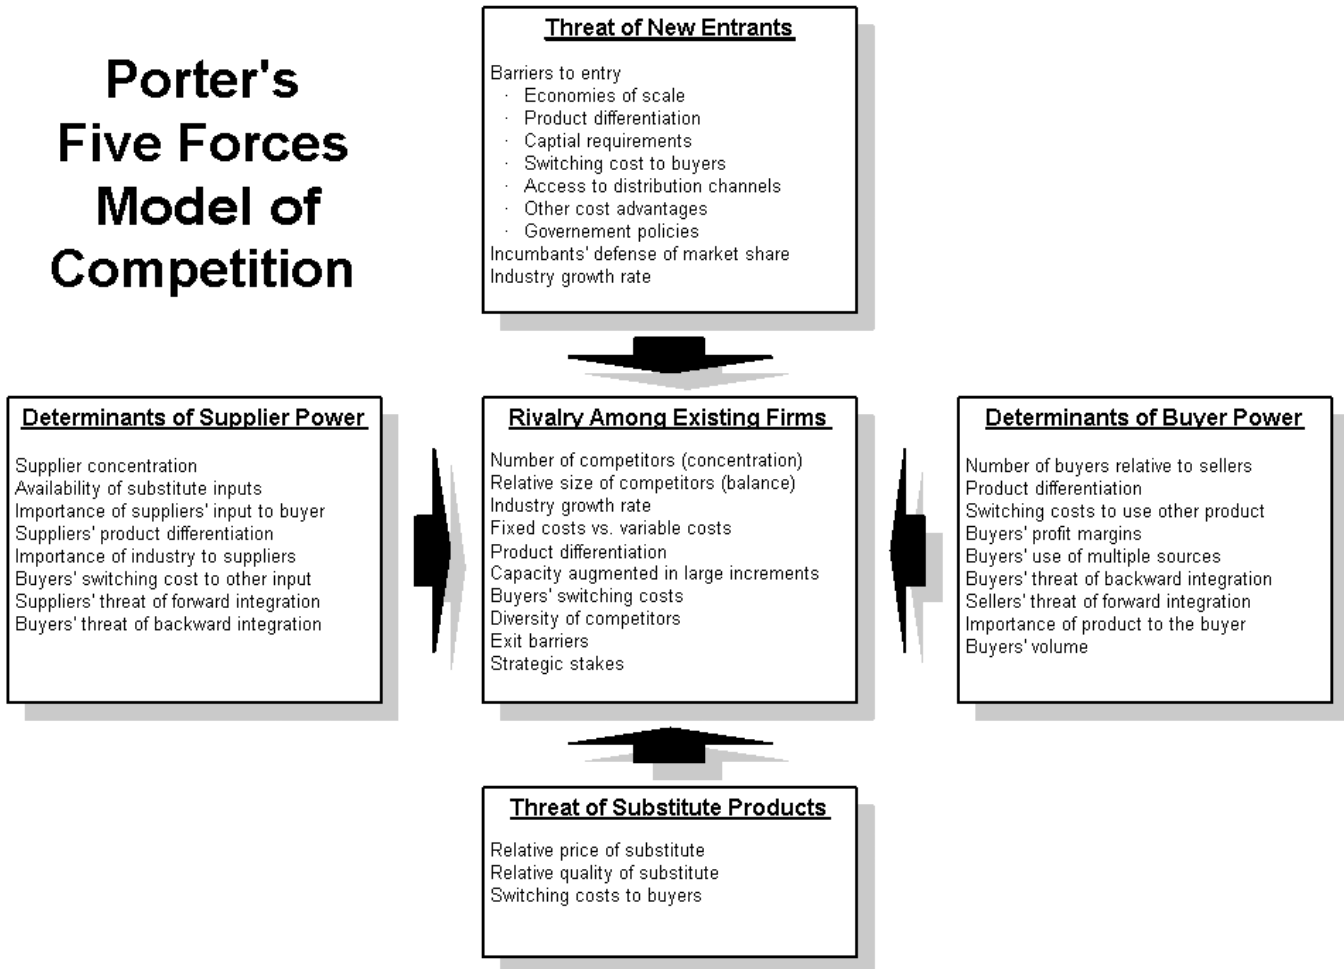 Porter's
Five Forces
Model of
Competition
Threat of New Entrants
Barriers to entry
· Economies of scale
· Product differentiation
· Captial requirements
· Switching cost to buyers
· Access to distribution channels
· Other cost advantages
· Governement policies
Incumbants' defense of market share
Industry growth rate
Determinants of Supplier Power
Supplier concentration
Availability of substitute inputs
Importance of suppliers' input to buyer
Suppliers' product differentiation
Importance of industry to suppliers
Buyers' switching cost to other input
Suppliers' threat of forward integration
Buyers' threat of backward integration
Rivalry Among Existing Firms
Number of competitors (concentration)
Relative size of competitors (balance)
Industry growth rate
Fixed costs vs. variable costs
Product differentiation
Capacity augmented in large increments
Buyers' switching costs
Diversity of competitors
Exit barriers
Strategic stakes
Determinants of Buyer Power
Number of buyers relative to sellers
Product differentiation
Switching costs to use other product
Buyers' profit margins
Buyers' use of multiple sources
Buyers' threat of backward integration
Sellers' threat of forward integration
Importance of product to the buyer
Buyers' volume
Threat of Substitute Products
Relative price of substitute
Relative quality of substitute
Switching costs to buyers